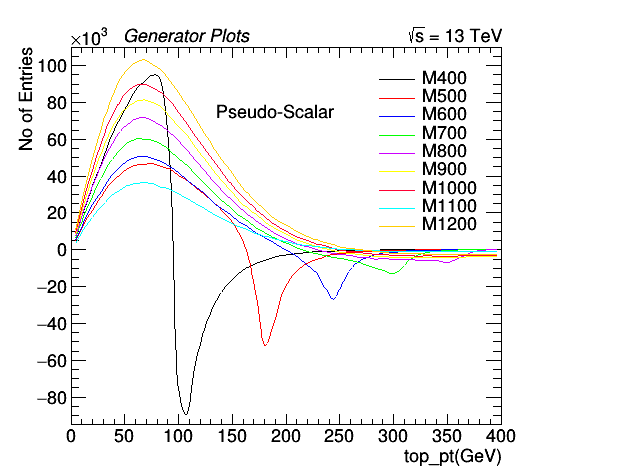 ×10³ Generator Plots √s = 13 TeV
No of Entries
Pseudo-Scalar
M400
M500
M600
M700
M800
M900
M1000
M1100
M1200
100
80
60
40
20
0
−20
−40
−60
−80
0 50 100 150 200 250 300 350 400
top_pt(GeV)